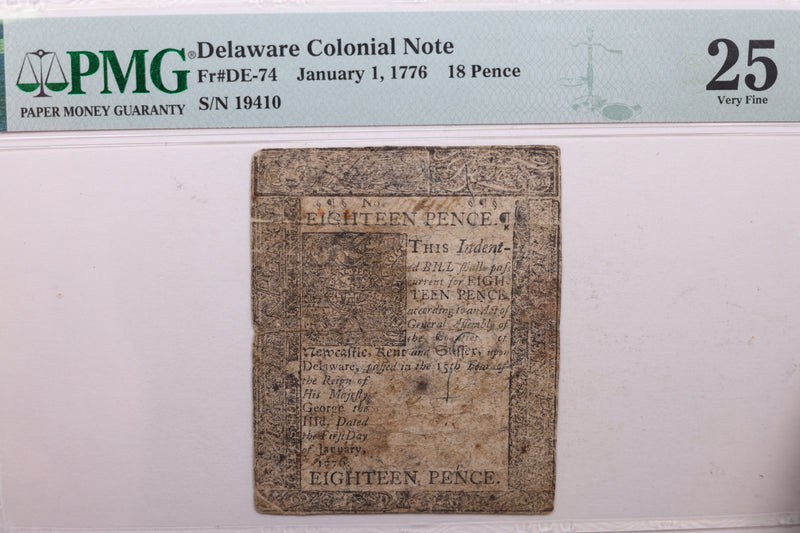 PMG® Delaware Colonial Note
Fr#DE-74 January 1, 1776 18 Pence
PAPER MONEY GUARANTY S/N 19410
25
Very Fine
No.
EIGHTEEN PENCE.
THIS Indent-
ed BILL shall pass
current for EIGH-
TEEN PENCE
according to an Act of
General Assembly of
the Counties of
Newcastle, Kent and Sussex, upon
Delaware, passed in the 15th Year of
the Reign of
His Majesty
George the
IIId. Dated
the First Day
of January,
1776.
EIGHTEEN PENCE.